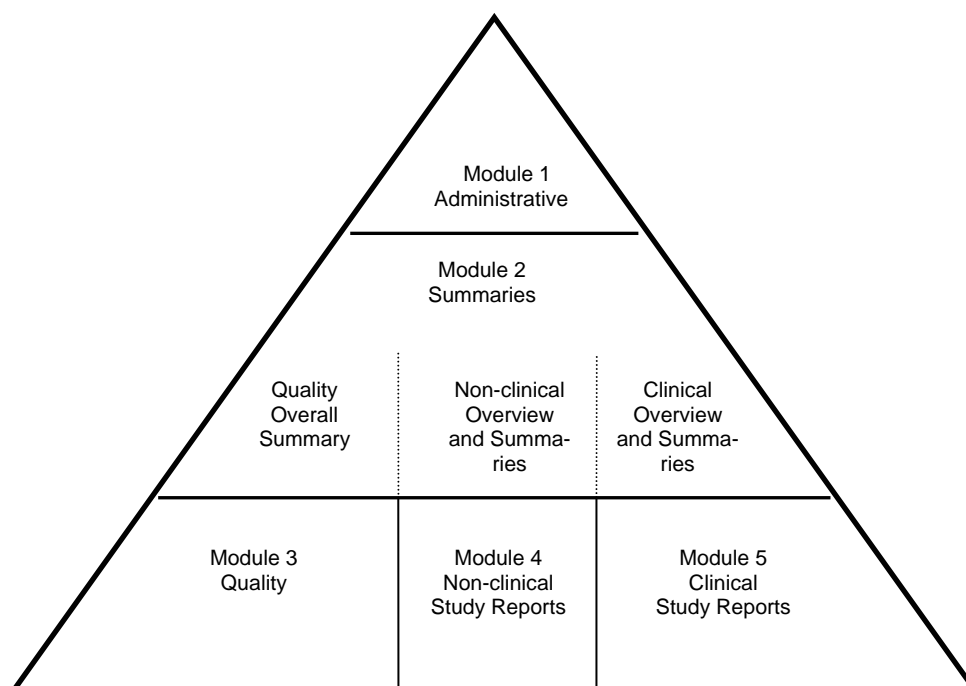 Module 1
Administrative
Module 2
Summaries
Quality
Overall
Summary
Non-clinical
Overview
and Summa-
ries
Clinical
Overview
and Summa-
ries
Module 3
Quality
Module 4
Non-clinical
Study Reports
Module 5
Clinical
Study Reports